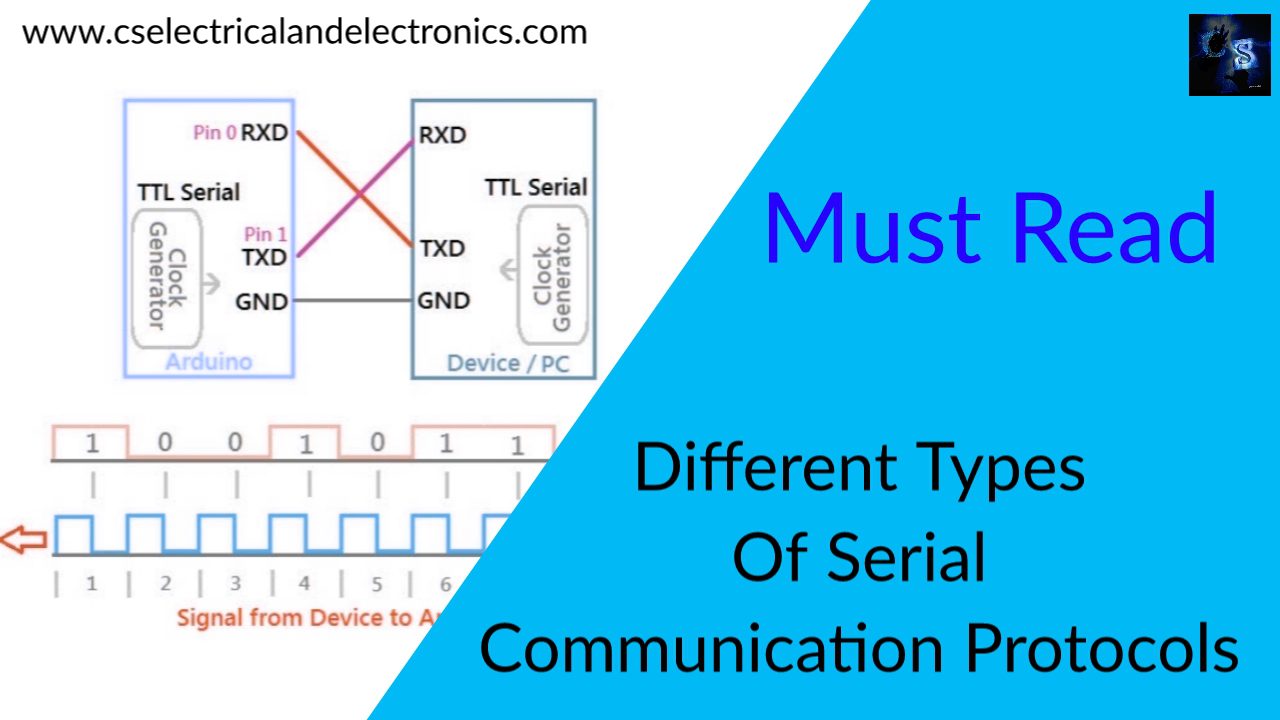 www.cselectricalandelectronics.com
CS
Pin 0 RXD
RXD
TTL Serial
TTL Serial
Pin 1
TXD
TXD
Clock
Generator
Clock
Generator
GND
GND
Arduino
Device / PC
Must Read
1 0 0 1 0 1 1
1 2 3 4 5 6
Signal from Device to A
Different Types
Of Serial
Communication Protocols